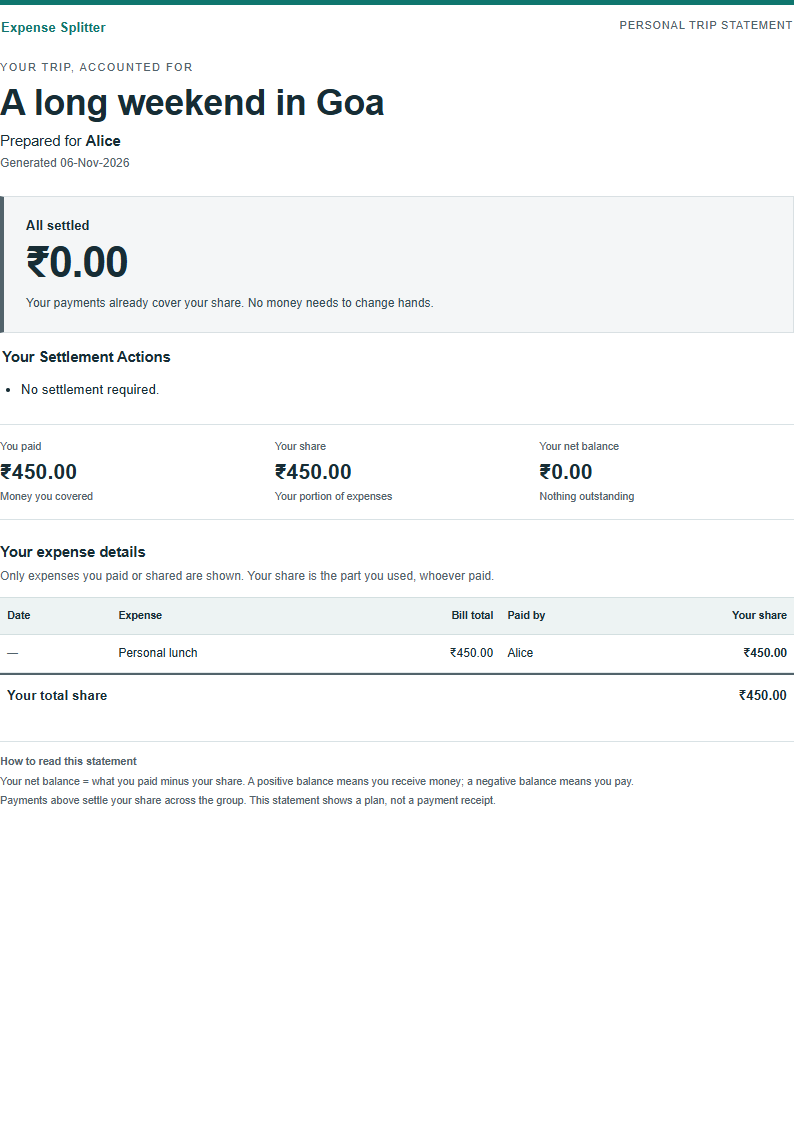 Expense Splitter
PERSONAL TRIP STATEMENT
YOUR TRIP, ACCOUNTED FOR
A long weekend in Goa
Prepared for Alice
Generated 06-Nov-2026
All settled
₹0.00
Your payments already cover your share. No money needs to change hands.
Your Settlement Actions
• No settlement required.
You paid Your share Your net balance
₹450.00 ₹450.00 ₹0.00
Money you covered Your portion of expenses Nothing outstanding
Your expense details
Only expenses you paid or shared are shown. Your share is the part you used, whoever paid.
Date Expense Bill total Paid by Your share
— Personal lunch ₹450.00 Alice ₹450.00
Your total share ₹450.00
How to read this statement
Your net balance = what you paid minus your share. A positive balance means you receive money; a negative balance means you pay.
Payments above settle your share across the group. This statement shows a plan, not a payment receipt.